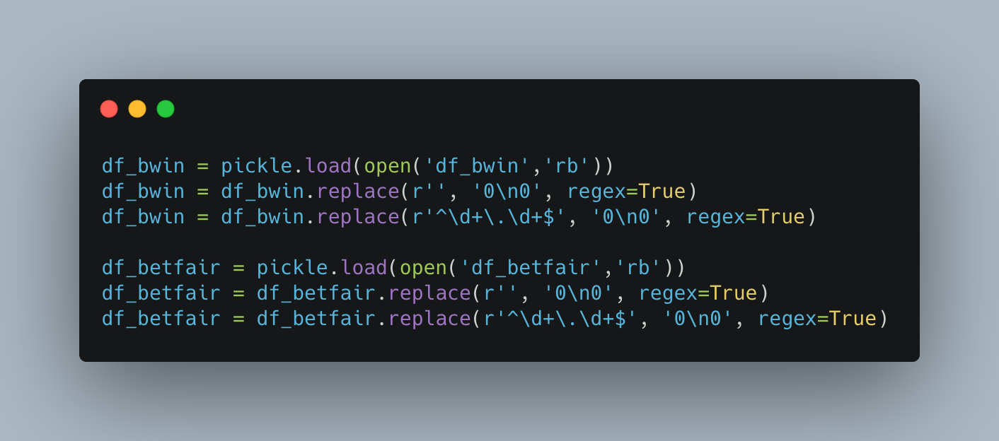 df_bwin = pickle.load(open('df_bwin','rb'))
df_bwin = df_bwin.replace(r'', '0\n0', regex=True)
df_bwin = df_bwin.replace(r'^\d+\.\d+$', '0\n0', regex=True)
df_betfair = pickle.load(open('df_betfair','rb'))
df_betfair = df_betfair.replace(r'', '0\n0', regex=True)
df_betfair = df_betfair.replace(r'^\d+\.\d+$', '0\n0', regex=True)